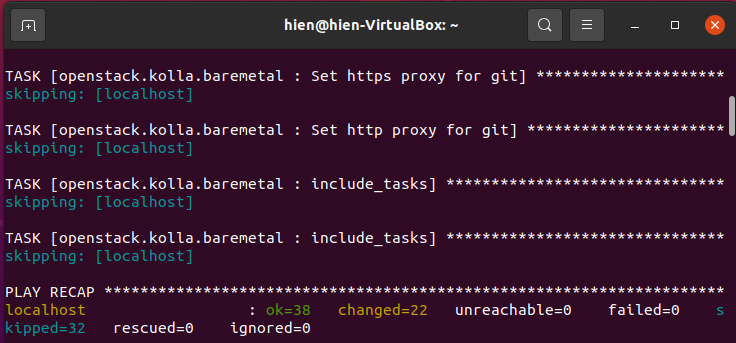 hien@hien-VirtualBox: ~
TASK [openstack.kolla.baremetal : Set https proxy for git] *********************
skipping: [localhost]
TASK [openstack.kolla.baremetal : Set http proxy for git] **********************
skipping: [localhost]
TASK [openstack.kolla.baremetal : include_tasks] *******************************
skipping: [localhost]
TASK [openstack.kolla.baremetal : include_tasks] *******************************
skipping: [localhost]
PLAY RECAP *********************************************************************
localhost                  : ok=38   changed=22   unreachable=0    failed=0    s
kipped=32   rescued=0    ignored=0